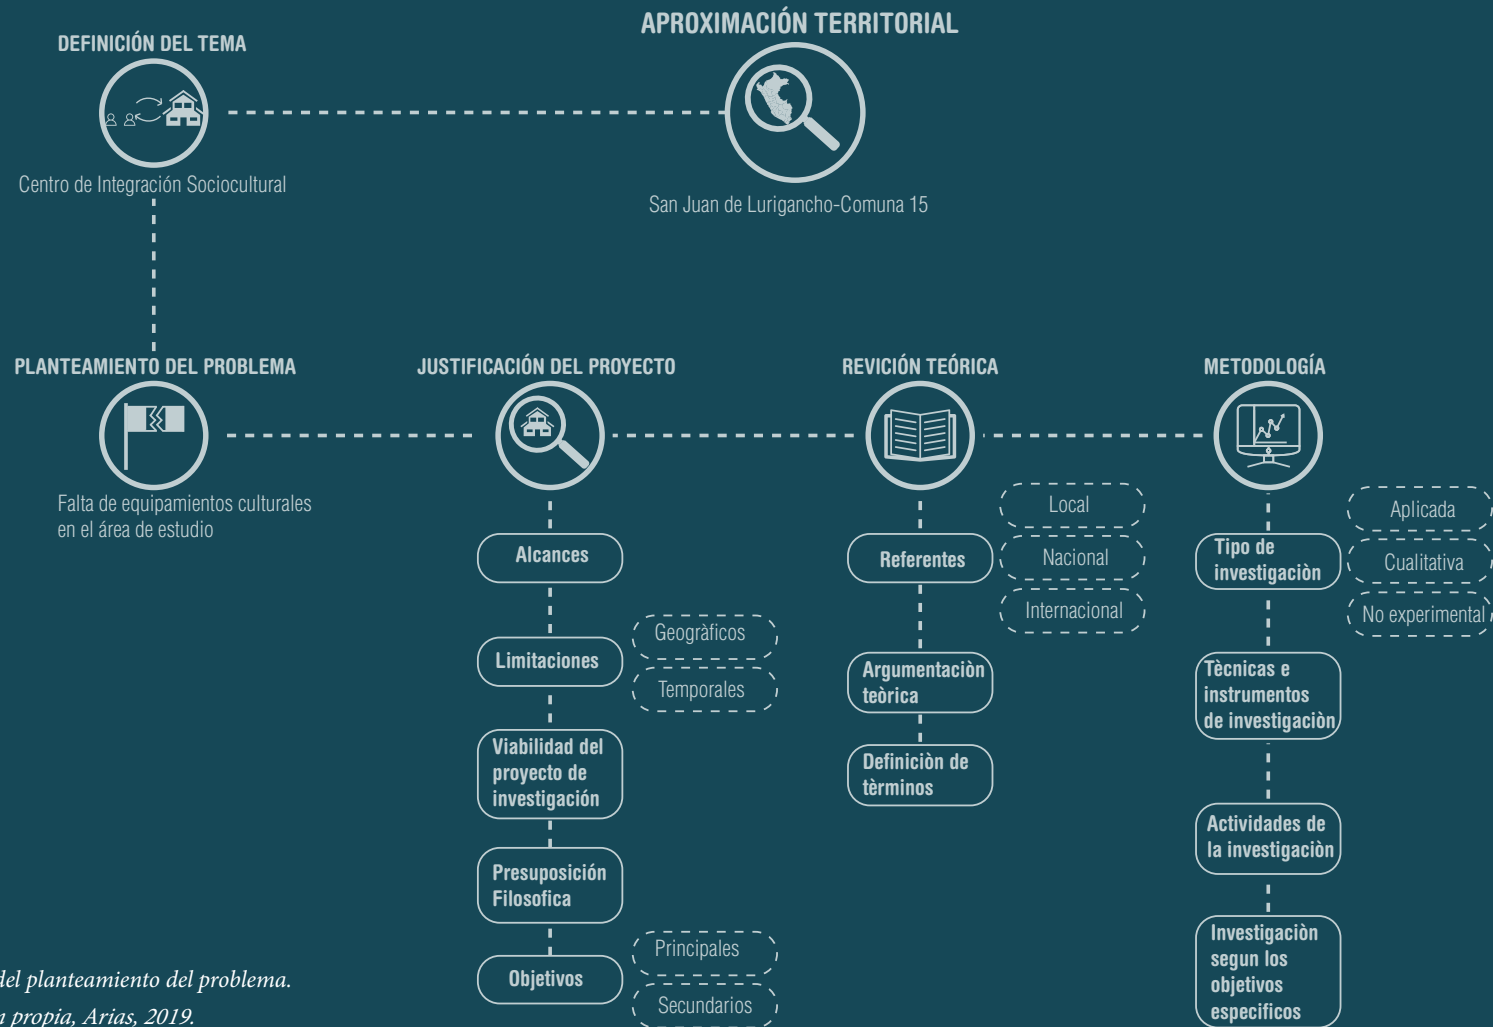 DEFINICIÓN DEL TEMA
APROXIMACIÓN TERRITORIAL
Centro de Integración Sociocultural
San Juan de Lurigancho-Comuna 15
PLANTEAMIENTO DEL PROBLEMA
Falta de equipamientos culturales
en el área de estudio
JUSTIFICACIÓN DEL PROYECTO
Alcances
Limitaciones
Geogràficos
Temporales
Viabilidad del
proyecto de
investigación
Presuposición
Filosofica
Objetivos
Principales
Secundarios
REVICIÓN TEÓRICA
Referentes
Local
Nacional
Internacional
Argumentaciòn
teòrica
Definiciòn de
tèrminos
METODOLOGÍA
Tipo de
investigaciòn
Aplicada
Cualitativa
No experimental
Tècnicas e
instrumentos
de investigaciòn
Actividades de
la investigaciòn
Investigaciòn
segun los
objetivos
especificos
del planteamiento del problema.
propia, Arias, 2019.